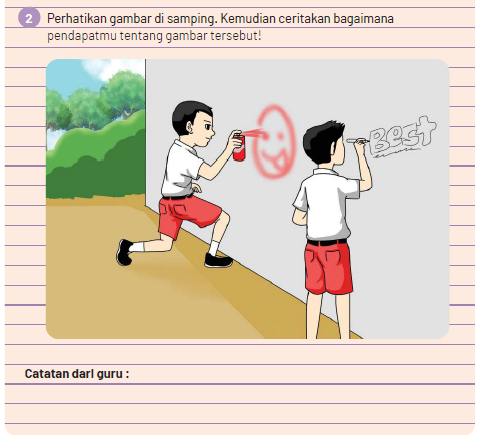 2 Perhatikan gambar di samping. Kemudian ceritakan bagaimana
pendapatmu tentang gambar tersebut!
BesT
Catatan darI guru :